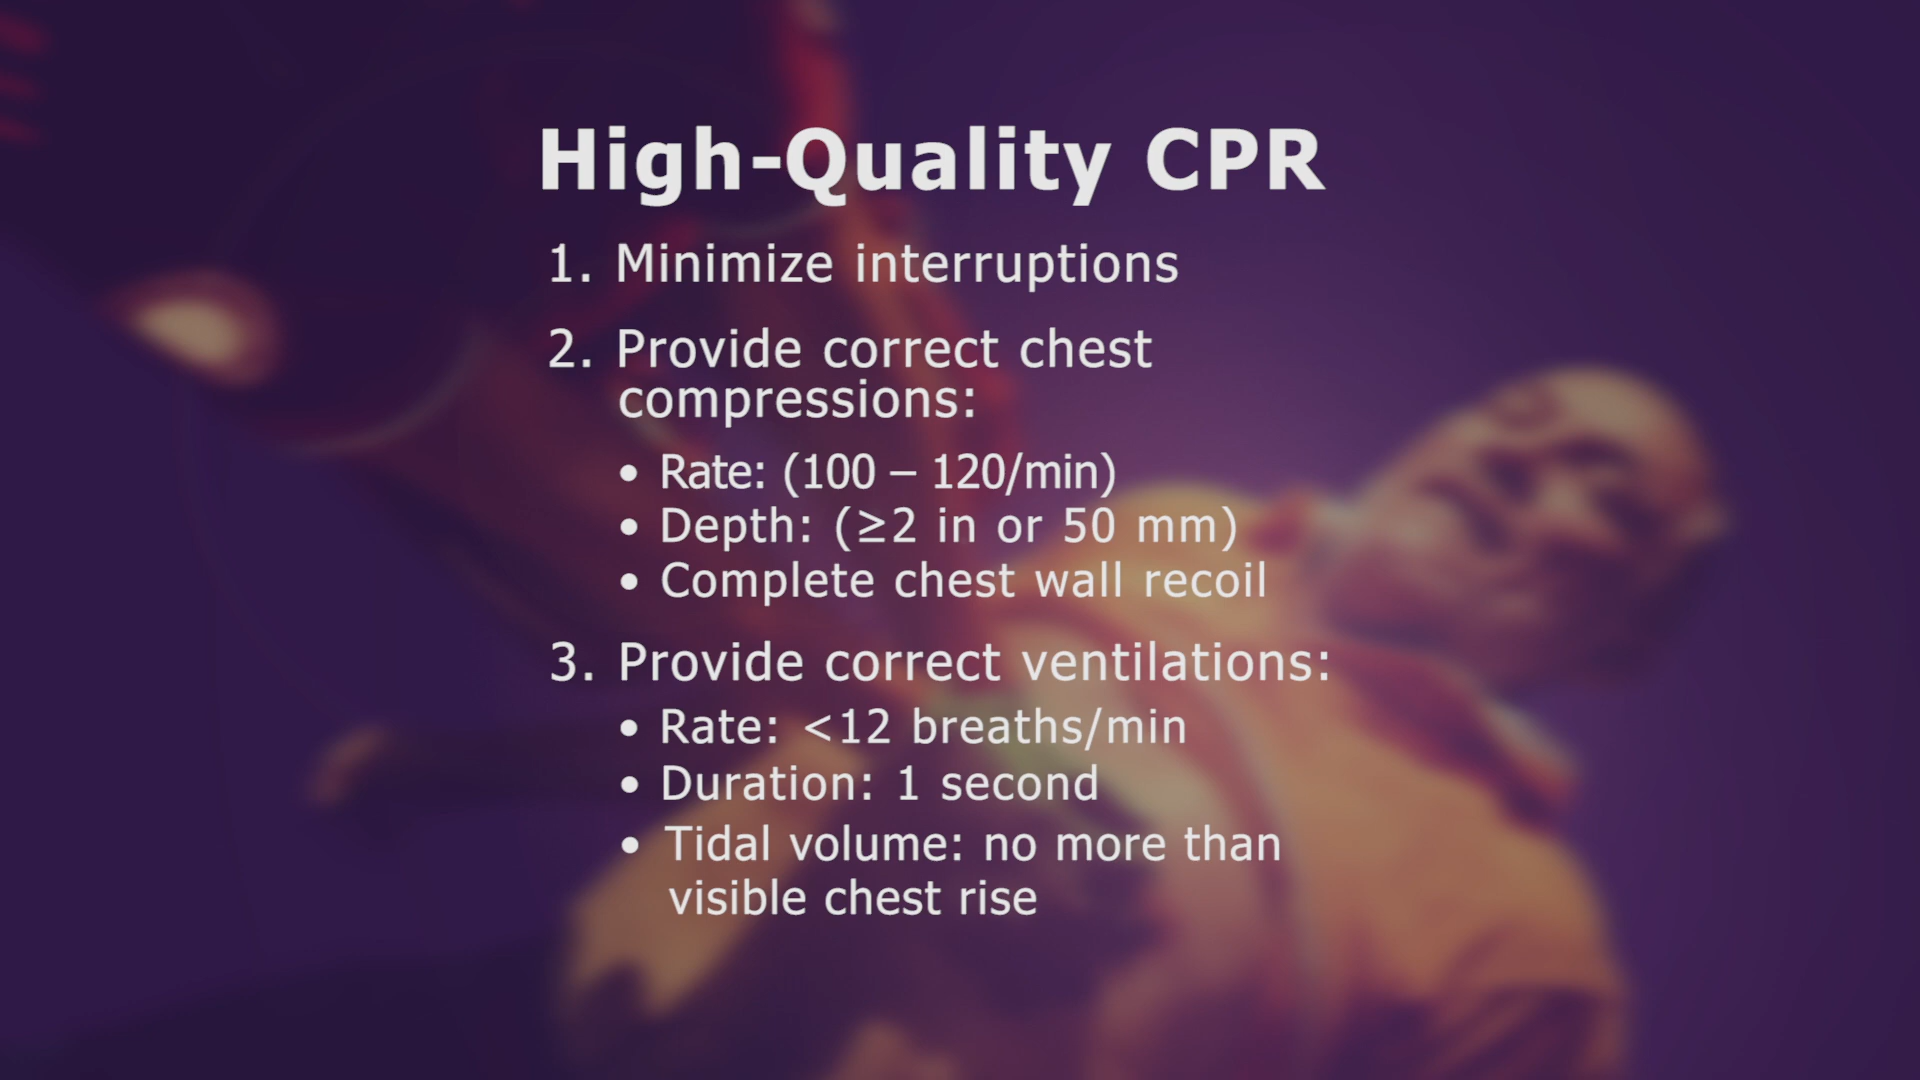 High-Quality CPR
1. Minimize interruptions
2. Provide correct chest
compressions:
• Rate: (100 – 120/min)
• Depth: (≥2 in or 50 mm)
• Complete chest wall recoil
3. Provide correct ventilations:
• Rate: <12 breaths/min
• Duration: 1 second
• Tidal volume: no more than
visible chest rise